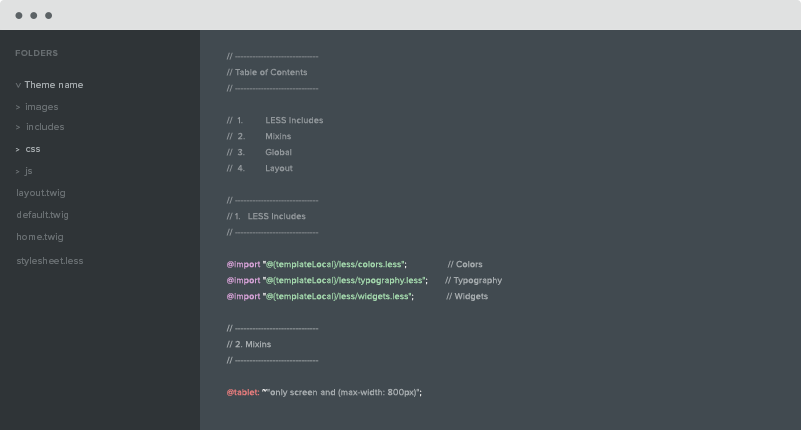 FOLDERS
v Theme name
> images
> includes
> css
> js
layout.twig
default.twig
home.twig
stylesheet.less
// ----------------------------
// Table of Contents
// ----------------------------
// 1. LESS Includes
// 2. Mixins
// 3. Global
// 4. Layout
// ----------------------------
// 1. LESS Includes
// ----------------------------
@import "@{templateLocal}/less/colors.less"; // Colors
@import "@{templateLocal}/less/typography.less"; // Typography
@import "@{templateLocal}/less/widgets.less"; // Widgets
// ----------------------------
// 2. Mixins
// ----------------------------
@tablet: ~"only screen and (max-width: 800px)";